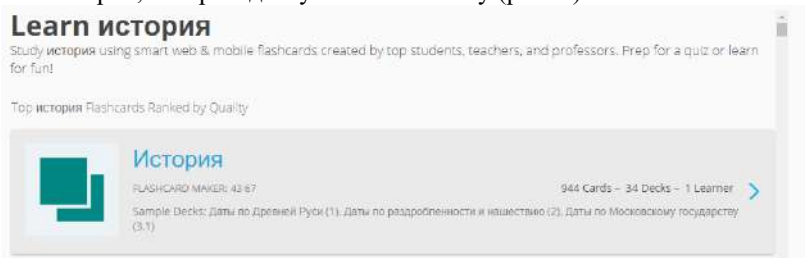 Learn история
Study история using smart web & mobile flashcards created by top students, teachers, and professors. Prep for a quiz or learn
for fun!
Top история Flashcards Ranked by Quality
История
FLASHCARD MAKER: 43 67
944 Cards – 34 Decks – 1 Learner
Sample Decks: Даты по Древней Руси (1), Даты по раздробленности и нашествию (2), Даты по Московскому государству
(3.1)